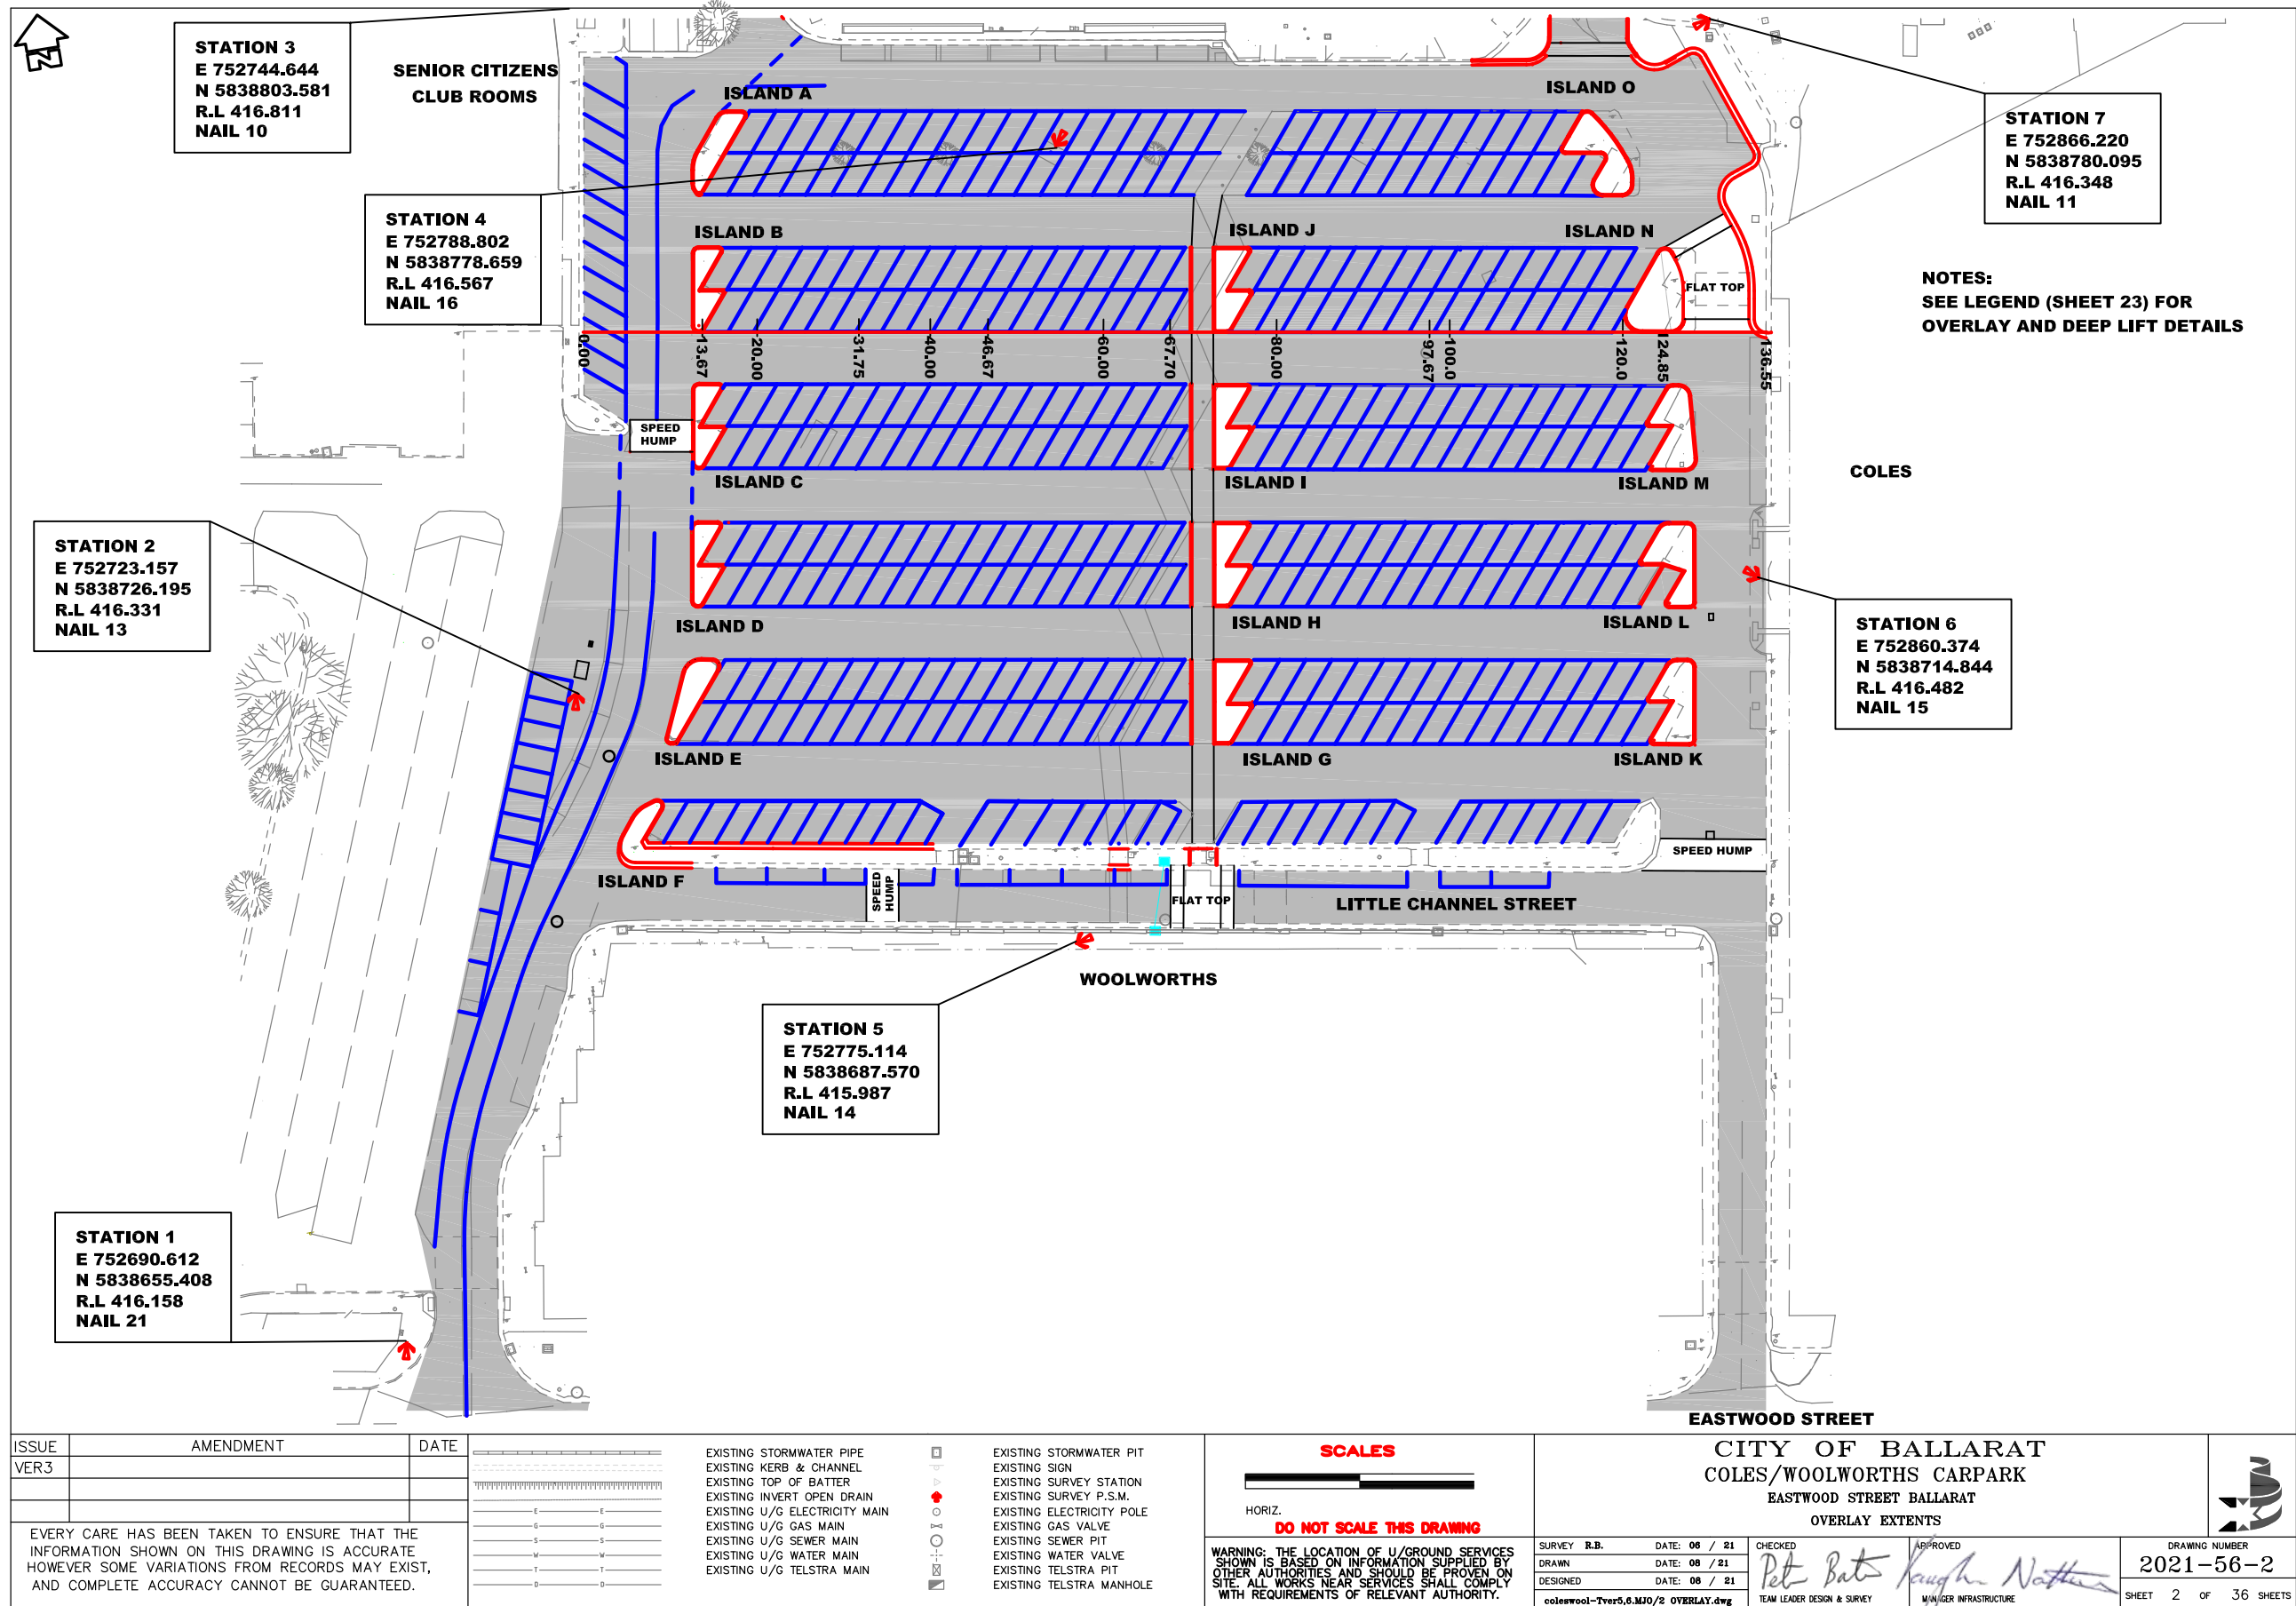 STATION 3
E 752744.644
N 5838803.581
R.L 416.811
NAIL 10
SENIOR CITIZENS
CLUB ROOMS
ISLAND A
ISLAND O
STATION 7
E 752866.220
N 5838780.095
R.L 416.348
NAIL 11
STATION 4
E 752788.802
N 5838778.659
R.L 416.567
NAIL 16
ISLAND B
ISLAND J
ISLAND N
FLAT TOP
NOTES:
SEE LEGEND (SHEET 23) FOR
OVERLAY AND DEEP LIFT DETAILS
0.000
13.67
20.00
31.75
40.00
46.67
60.00
67.70
80.00
97.67
100.0
120.0
124.85
136.55
SPEED
HUMP
ISLAND C
ISLAND I
ISLAND M
COLES
STATION 2
E 752723.157
N 5838726.195
R.L 416.331
NAIL 13
ISLAND D
ISLAND H
ISLAND L
STATION 6
E 752860.374
N 5838714.844
R.L 416.482
NAIL 15
ISLAND E
ISLAND G
ISLAND K
SPEED HUMP
ISLAND F
SPEED
HUMP
FLAT TOP
LITTLE CHANNEL STREET
WOOLWORTHS
STATION 5
E 752775.114
N 5838687.570
R.L 415.987
NAIL 14
STATION 1
E 752690.612
N 5838655.408
R.L 416.158
NAIL 21
EASTWOOD STREET
ISSUE AMENDMENT DATE
VER3
EVERY CARE HAS BEEN TAKEN TO ENSURE THAT THE
INFORMATION SHOWN ON THIS DRAWING IS ACCURATE
HOWEVER SOME VARIATIONS FROM RECORDS MAY EXIST,
AND COMPLETE ACCURACY CANNOT BE GUARANTEED.
EXISTING STORMWATER PIPE
EXISTING KERB & CHANNEL
EXISTING TOP OF BATTER
EXISTING INVERT OPEN DRAIN
E E EXISTING U/G ELECTRICITY MAIN
G G EXISTING U/G GAS MAIN
S S EXISTING U/G SEWER MAIN
W W EXISTING U/G WATER MAIN
T T EXISTING U/G TELSTRA MAIN
O O
EXISTING STORMWATER PIT
EXISTING SIGN
EXISTING SURVEY STATION
EXISTING SURVEY P.S.M.
EXISTING ELECTRICITY POLE
EXISTING GAS VALVE
EXISTING SEWER PIT
EXISTING WATER VALVE
EXISTING TELSTRA PIT
EXISTING TELSTRA MANHOLE
SCALES
HORIZ.
DO NOT SCALE THIS DRAWING
WARNING: THE LOCATION OF U/GROUND SERVICES
SHOWN IS BASED ON INFORMATION SUPPLIED BY
OTHER AUTHORITIES AND SHOULD BE PROVEN ON
SITE. ALL WORKS NEAR SERVICES SHALL COMPLY
WITH REQUIREMENTS OF RELEVANT AUTHORITY.
CITY OF BALLARAT
COLES/WOOLWORTHS CARPARK
EASTWOOD STREET BALLARAT
OVERLAY EXTENTS
SURVEY R.B. DATE: 06 / 21
DRAWN DATE: 08 / 21
DESIGNED DATE: 08 / 21
coleswool-Tver5,6.MJO/2 OVERLAY.dwg
CHECKED
TEAM LEADER DESIGN & SURVEY
APPROVED
MANAGER INFRASTRUCTURE
DRAWING NUMBER
2021-56-2
SHEET 2 OF 36 SHEETS
N